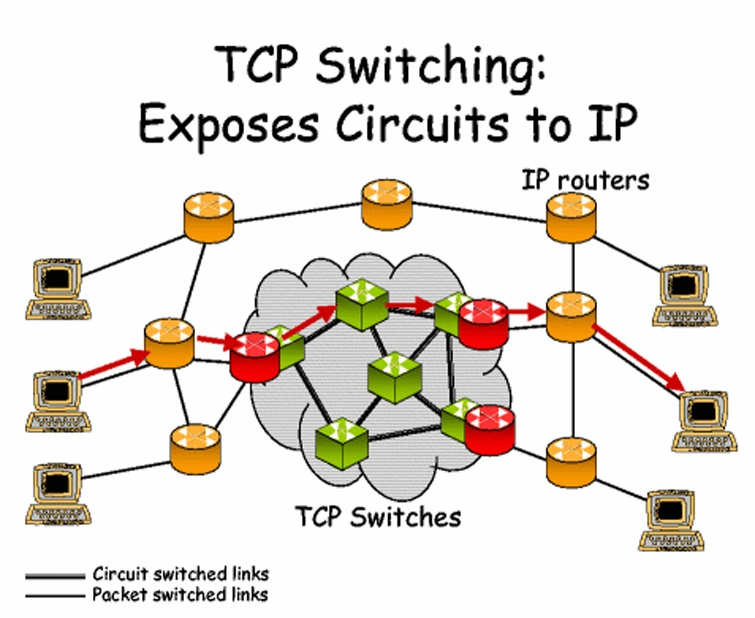 TCP Switching:
Exposes Circuits to IP
IP routers
TCP Switches
Circuit switched links
Packet switched links